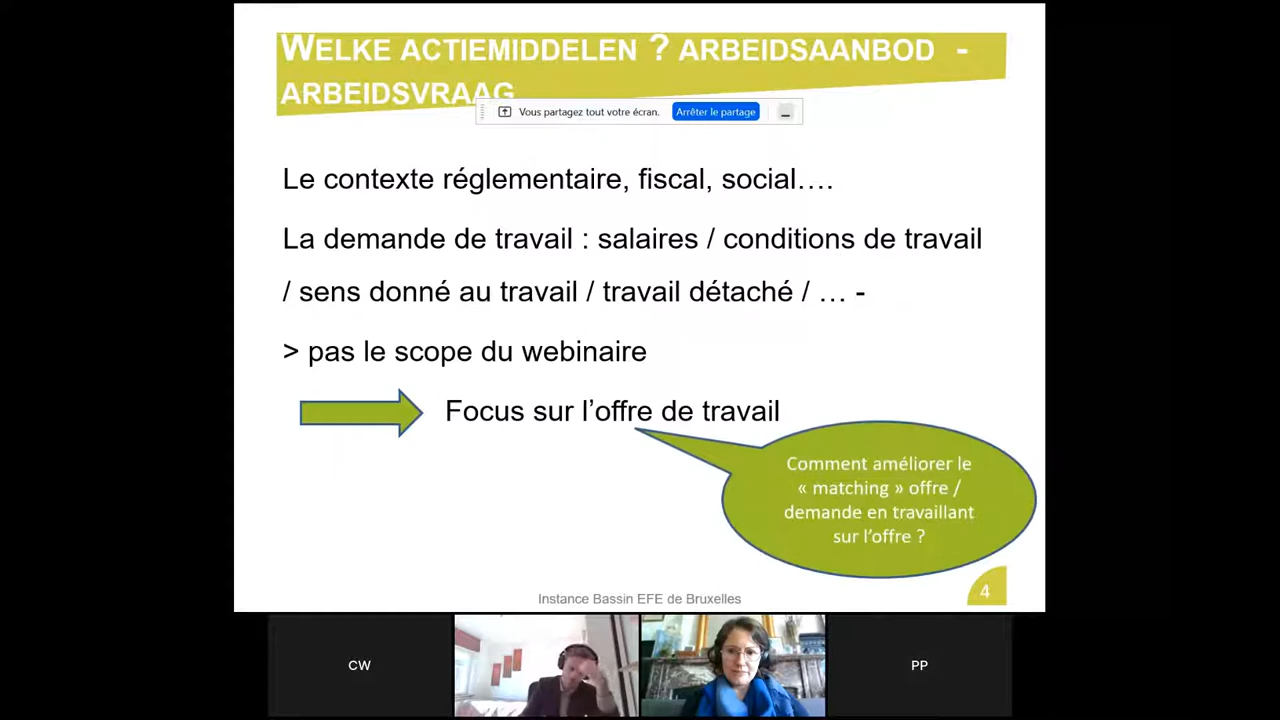 WELKE ACTIEMIDDELEN ? ARBEIDSAANBOD -
ARBEIDSVRAAG
Vous partagez tout votre écran. Arrêter le partage
Le contexte réglementaire, fiscal, social….
La demande de travail : salaires / conditions de travail
/ sens donné au travail / travail détaché / … -
> pas le scope du webinaire
Focus sur l’offre de travail
Comment améliorer le
« matching » offre /
demande en travaillant
sur l’offre ?
Instance Bassin EFE de Bruxelles
4
CW
PP